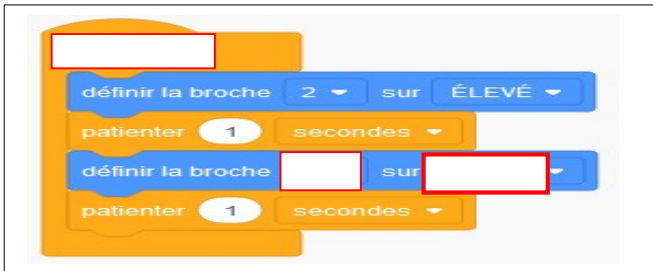 définir la broche 2 sur ÉLEVÉ
patienter 1 secondes
définir la broche sur
patienter 1 secondes